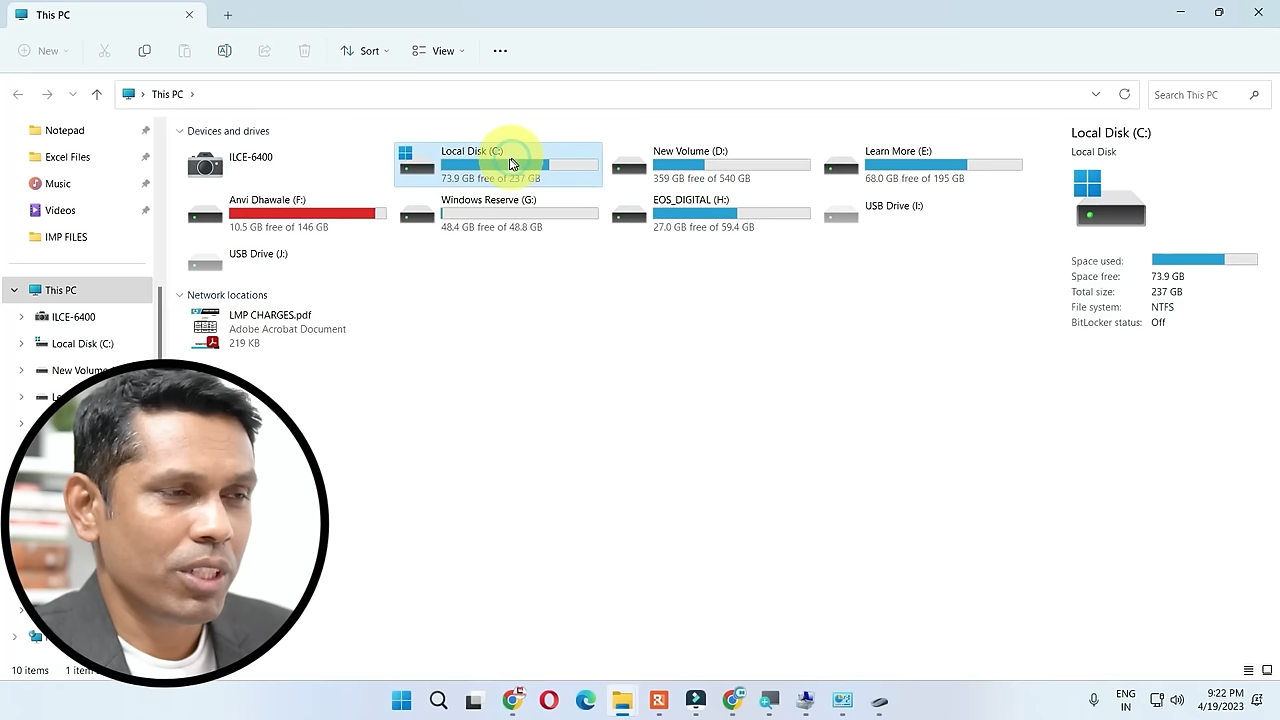 This PC
New
Sort
View
This PC
Search This PC
Notepad
Excel Files
Music
Videos
IMP FILES
This PC
ILCE-6400
Local Disk (C:)
New Volume
Devices and drives
ILCE-6400
Local Disk (C:)
73.9 GB free of 237 GB
New Volume (D:)
359 GB free of 540 GB
Learn More (E:)
68.0 GB free of 195 GB
Anvi Dhawale (F:)
10.5 GB free of 146 GB
Windows Reserve (G:)
48.4 GB free of 48.8 GB
EOS_DIGITAL (H:)
27.0 GB free of 59.4 GB
USB Drive (I:)
USB Drive (J:)
Network locations
LMP CHARGES.pdf
Adobe Acrobat Document
219 KB
Local Disk (C:)
Local Disk
Space used:
Space free: 73.9 GB
Total size: 237 GB
File system: NTFS
BitLocker status: Off
10 items
ENG
IN
9:22 PM
4/19/2023